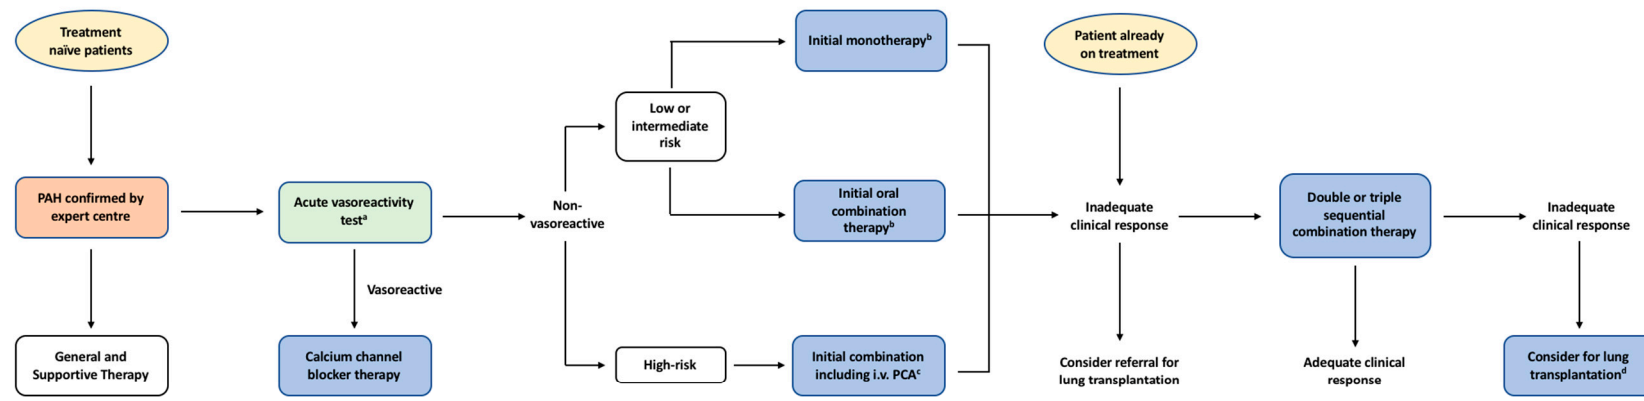 Treatment
naïve patients
PAH confirmed by
expert centre
General and
Supportive Therapy
Acute vasoreactivity
testᵃ
Vasoreactive
Calcium channel
blocker therapy
Non-
vasoreactive
Low or
intermediate
risk
High-risk
Initial monotherapyᵇ
Initial oral
combination
therapyᵇ
Initial combination
including i.v. PCAᶜ
Patient already
on treatment
Inadequate
clinical response
Consider referral for
lung transplantation
Double or triple
sequential
combination therapy
Adequate clinical
response
Inadequate
clinical response
Consider for lung
transplantationᵈ